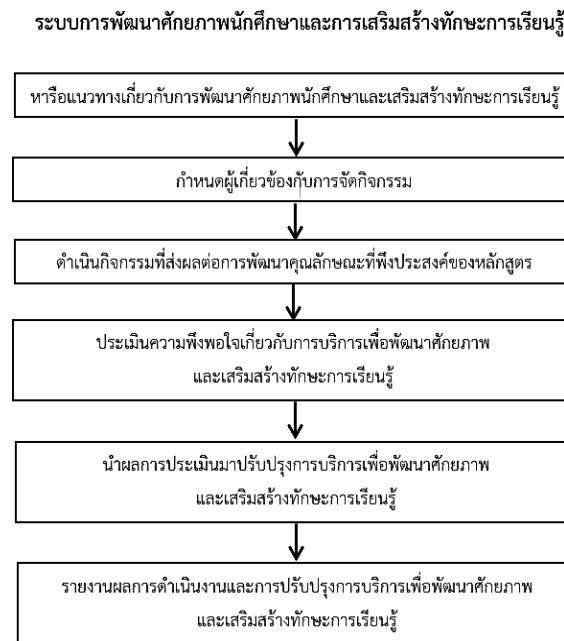 ระบบการพัฒนาศักยภาพนักศึกษาและการเสริมสร้างทักษะการเรียนรู้
หารือแนวทางเกี่ยวกับการพัฒนาศักยภาพนักศึกษาและเสริมสร้างทักษะการเรียนรู้
กำหนดผู้เกี่ยวข้องกับการจัดกิจกรรม
ดำเนินกิจกรรมที่ส่งผลต่อการพัฒนาคุณลักษณะที่พึงประสงค์ของหลักสูตร
ประเมินความพึงพอใจเกี่ยวกับการบริการเพื่อพัฒนาศักยภาพ
และเสริมสร้างทักษะการเรียนรู้
นำผลการประเมินมาปรับปรุงการบริการเพื่อพัฒนาศักยภาพ
และเสริมสร้างทักษะการเรียนรู้
รายงานผลการดำเนินงานและการปรับปรุงการบริการเพื่อพัฒนาศักยภาพ
และเสริมสร้างทักษะการเรียนรู้